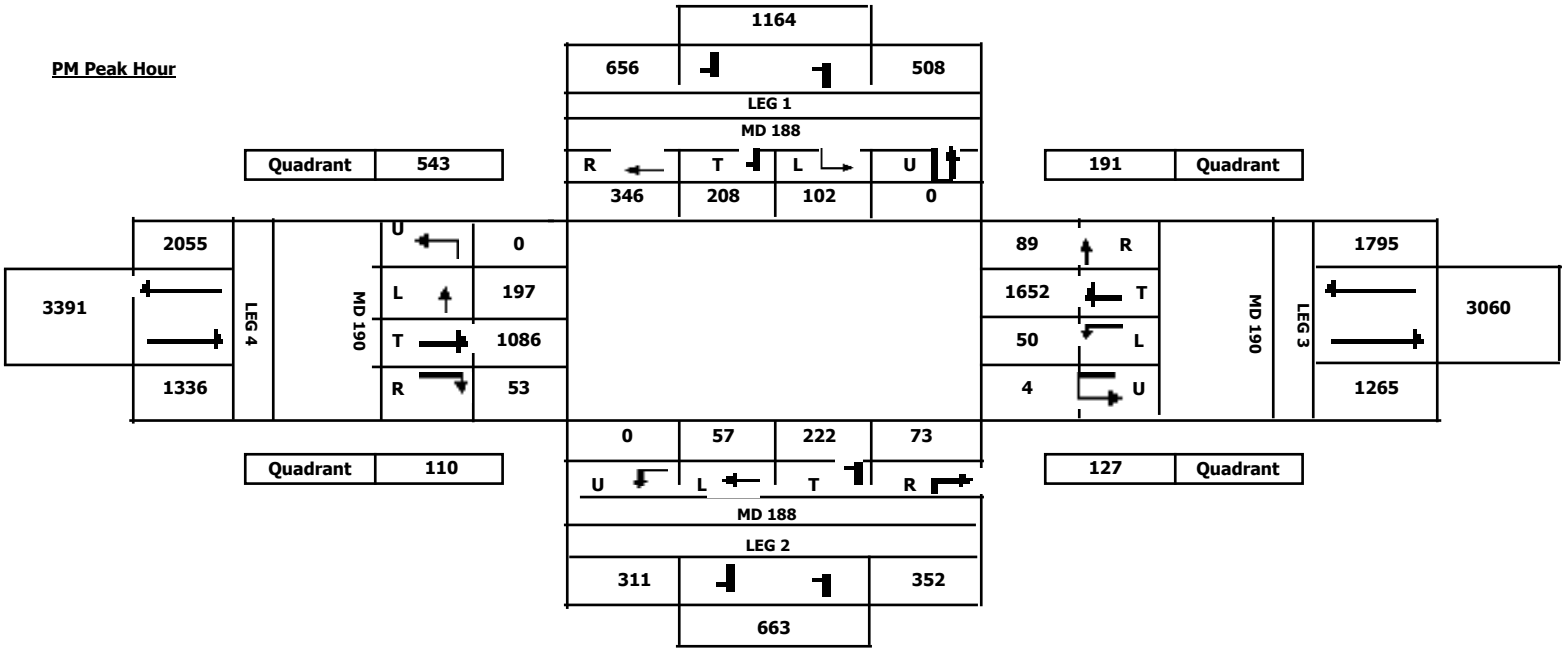 1164
PM Peak Hour
656 508
LEG 1
MD 188
Quadrant 543
R T L U
191 Quadrant
346 208 102 0
2055 U 0
89 R 1795
3391
LEG 4
MD 190
L 197
1652 T
MD 190
LEG 3
3060
T 1086
50 L
1336 R 53
4 U 1265
0 57 222 73
Quadrant 110
127 Quadrant
U L T R
MD 188
LEG 2
311 352
663